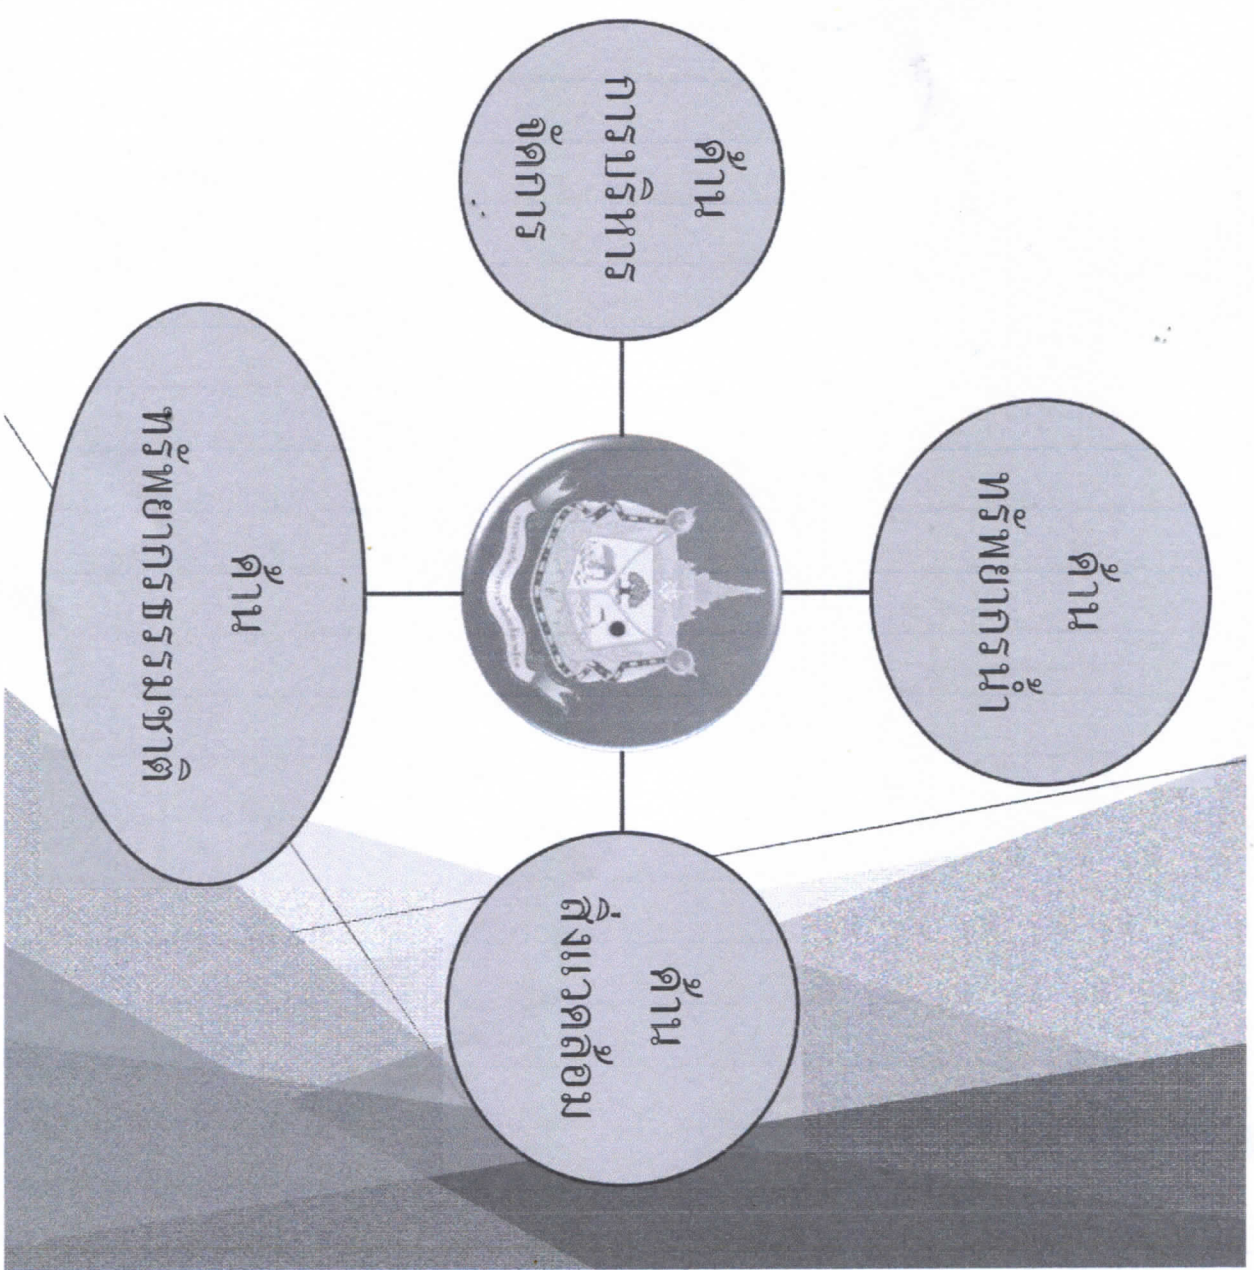 ด้าน
ทรัพยากรน้ำ
ด้าน
การบริหาร
จัดการ
ด้าน
สิ่งแวดล้อม
ด้าน
ทรัพยากรธรรมชาติ